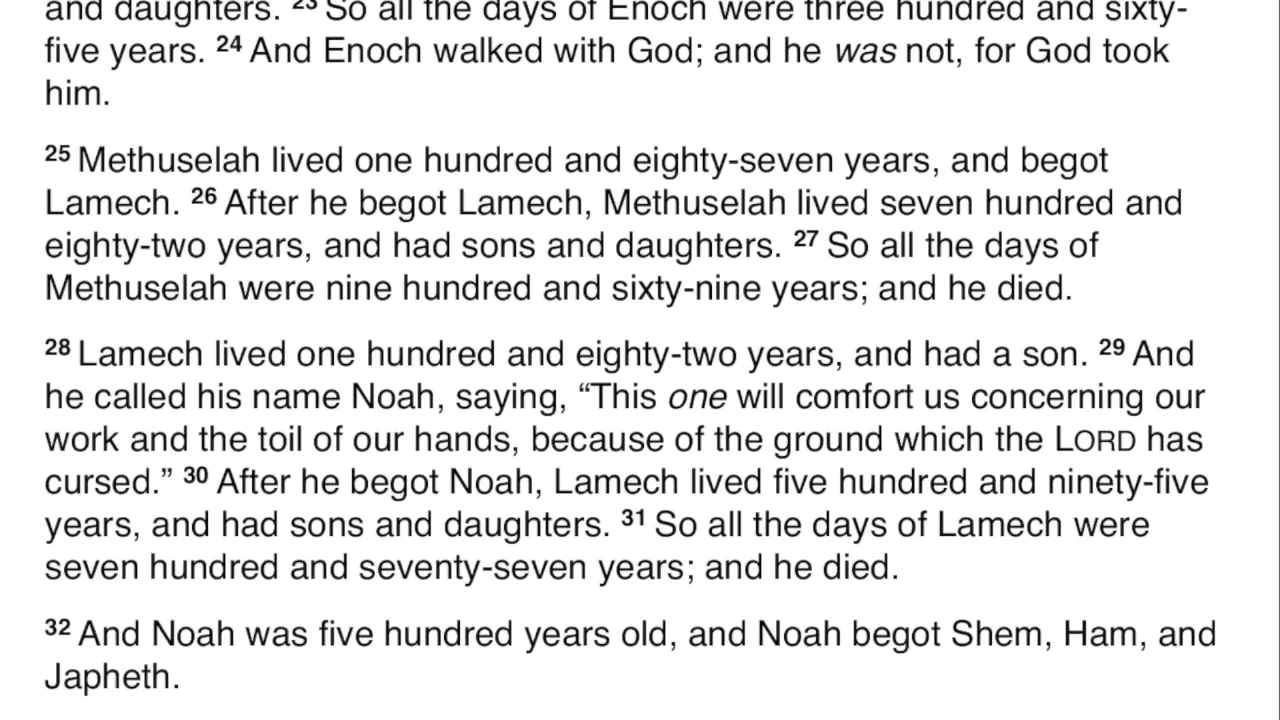 and daughters. 23 So all the days of Enoch were three hundred and sixty-
five years. 24 And Enoch walked with God; and he was not, for God took
him.
25 Methuselah lived one hundred and eighty-seven years, and begot
Lamech. 26 After he begot Lamech, Methuselah lived seven hundred and
eighty-two years, and had sons and daughters. 27 So all the days of
Methuselah were nine hundred and sixty-nine years; and he died.
28 Lamech lived one hundred and eighty-two years, and had a son. 29 And
he called his name Noah, saying, “This one will comfort us concerning our
work and the toil of our hands, because of the ground which the LORD has
cursed.” 30 After he begot Noah, Lamech lived five hundred and ninety-five
years, and had sons and daughters. 31 So all the days of Lamech were
seven hundred and seventy-seven years; and he died.
32 And Noah was five hundred years old, and Noah begot Shem, Ham, and
Japheth.